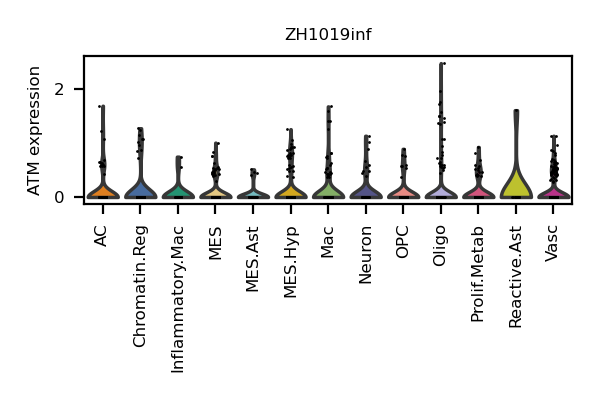 ZH1019inf
ATM expression
2
0
AC
Chromatin.Reg
Inflammatory.Mac
MES
MES.Ast
MES.Hyp
Mac
Neuron
OPC
Oligo
Prolif.Metab
Reactive.Ast
Vasc